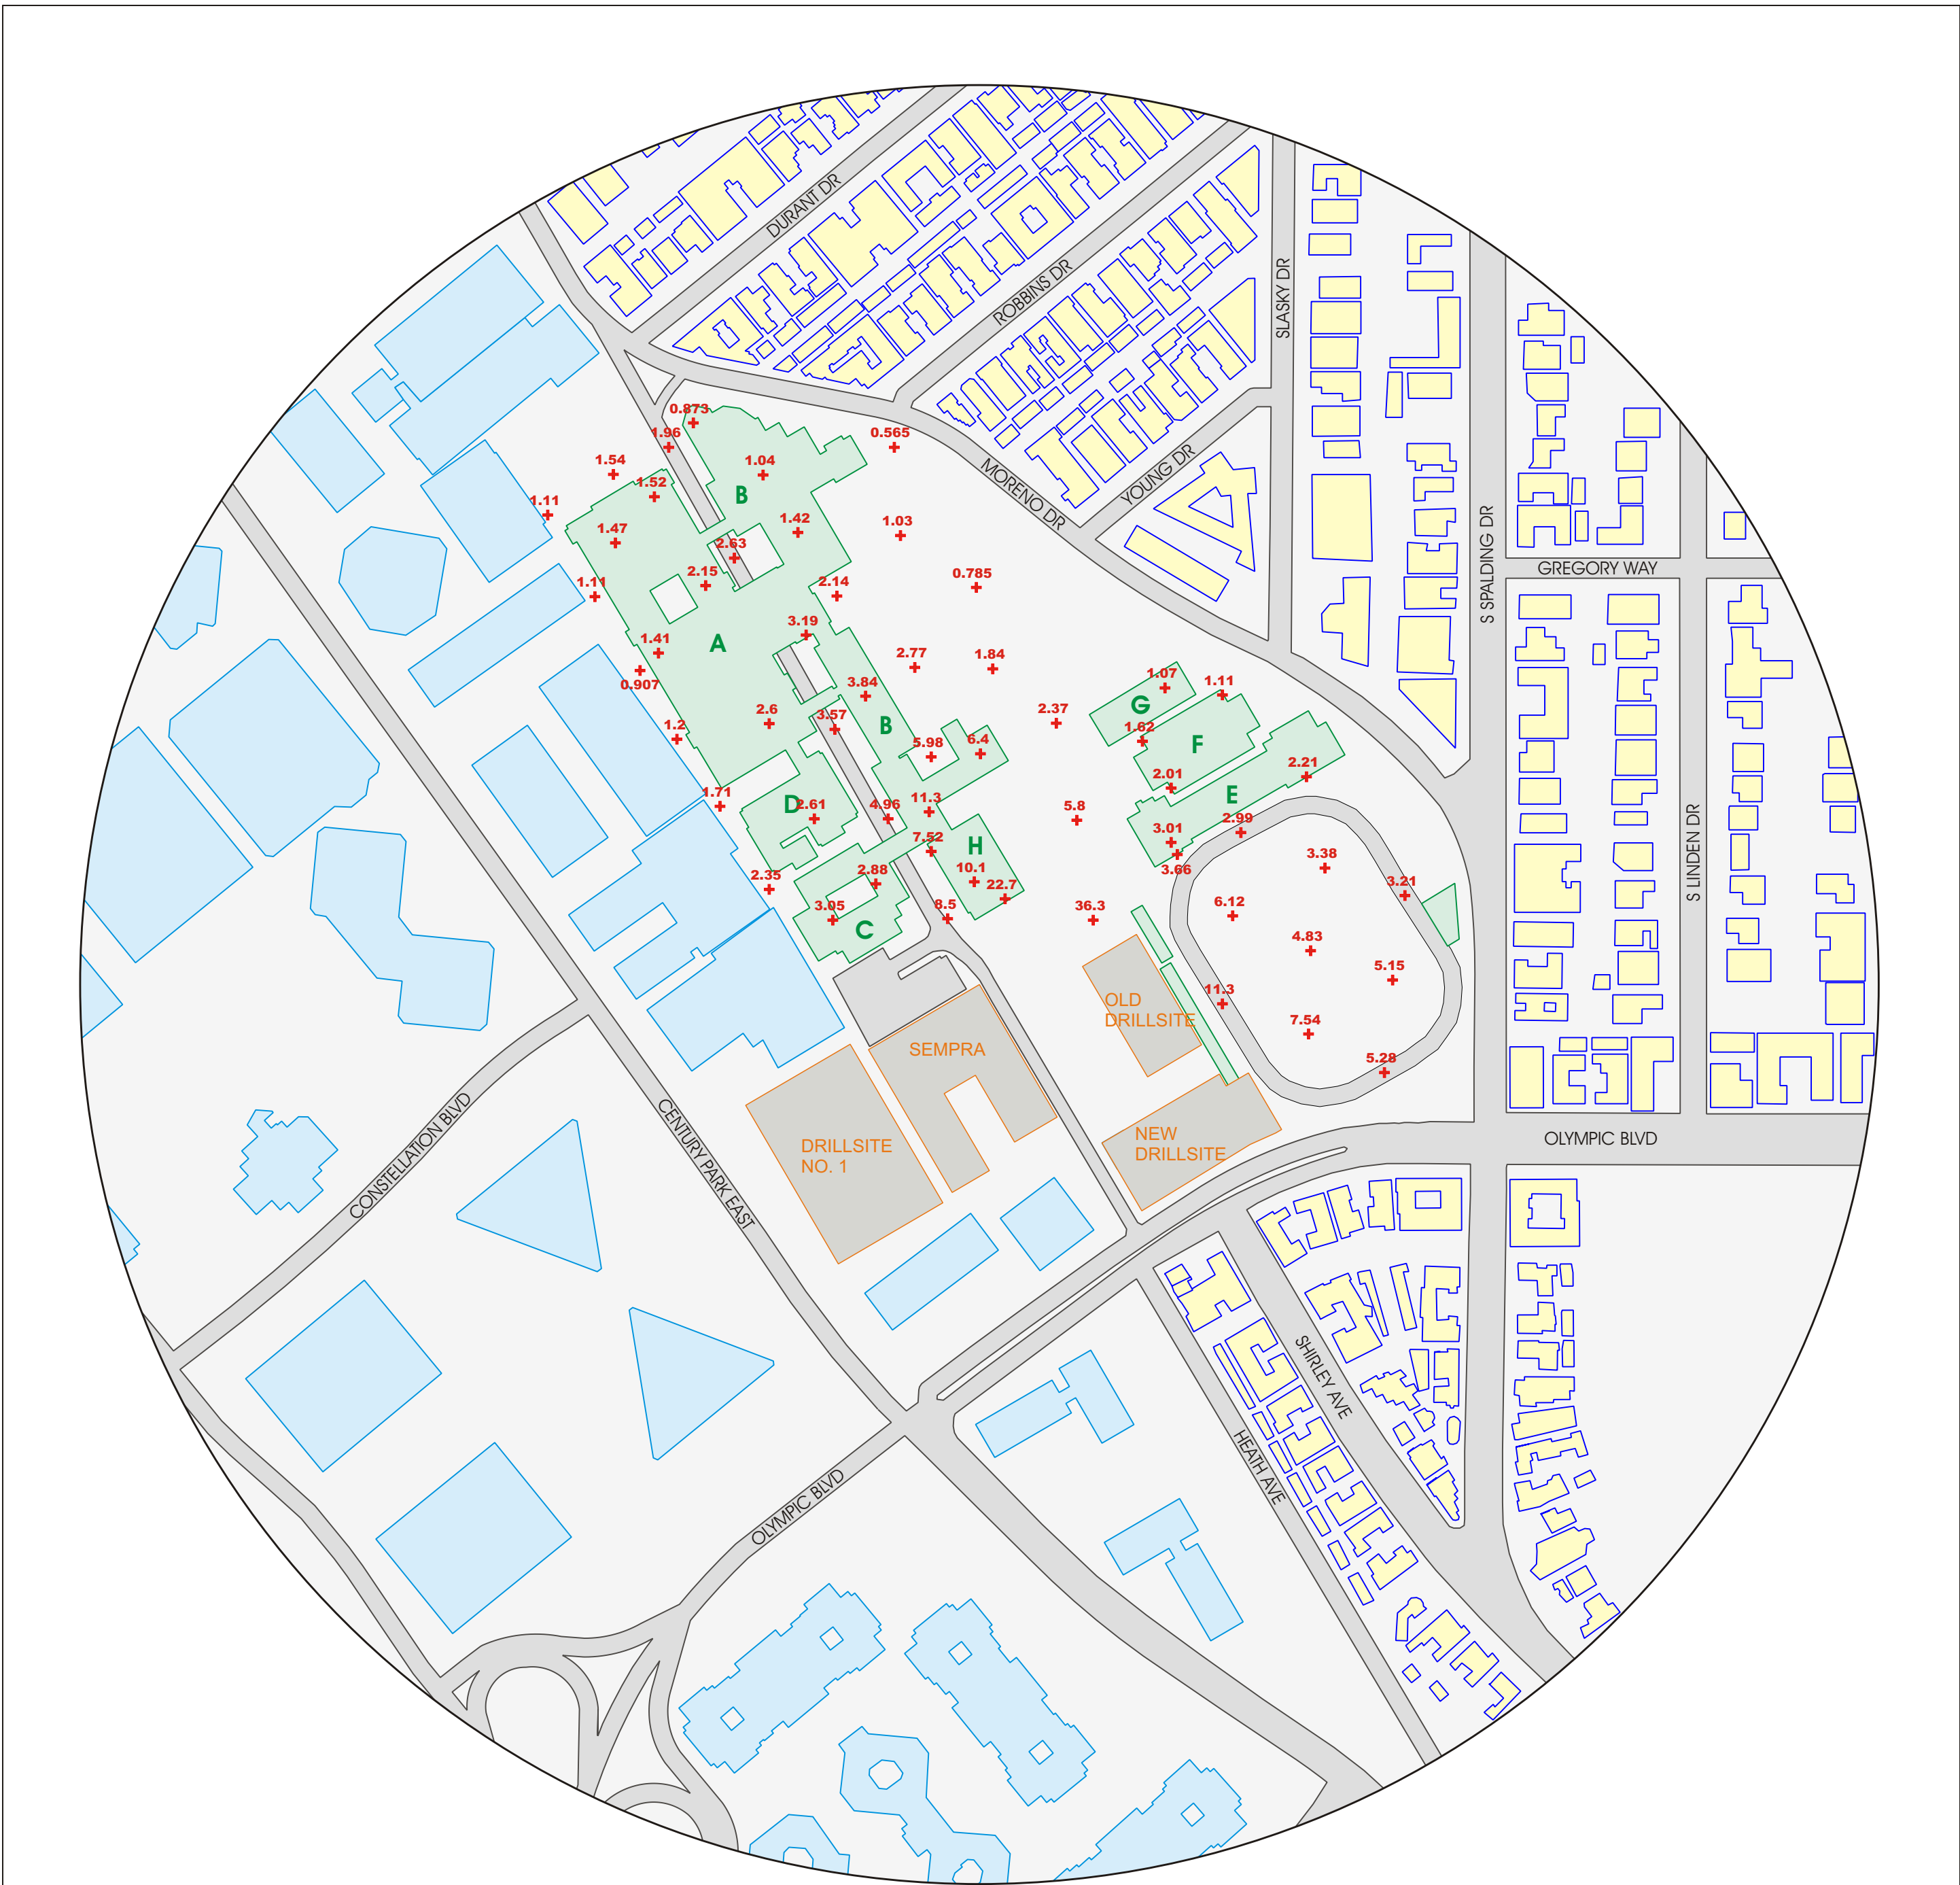 DURANT DR
ROBBINS DR
SLASKY DR
0.873
1.96
0.565
1.54
1.04
MORENO DR
YOUNG DR
1.52
B
1.11
1.42
1.03
1.47
S SPALDING DR
2.63
GREGORY WAY
2.15
0.785
1.11
2.14
3.19
1.41
A
2.77
1.84
0.907
3.84
1.07
1.11
G
2.6
3.57
B
2.37
1.2
1.62
F
5.98
6.4
2.01
2.21
1.71
D
2.61
4.96
11.3
5.8
E
2.99
S LINDEN DR
7.52
H
3.01
3.38
2.35
2.88
10.1
3.66
3.21
22.7
3.05
8.5
36.3
6.12
C
4.83
5.15
11.3
OLD
DRILLSITE
7.54
SEMPRA
5.28
CONSTELLATION BLVD
CENTURY PARK EAST
DRILLSITE
NO. 1
NEW
DRILLSITE
OLYMPIC BLVD
SHIRLEY AVE
HEATH AVE
OLYMPIC BLVD